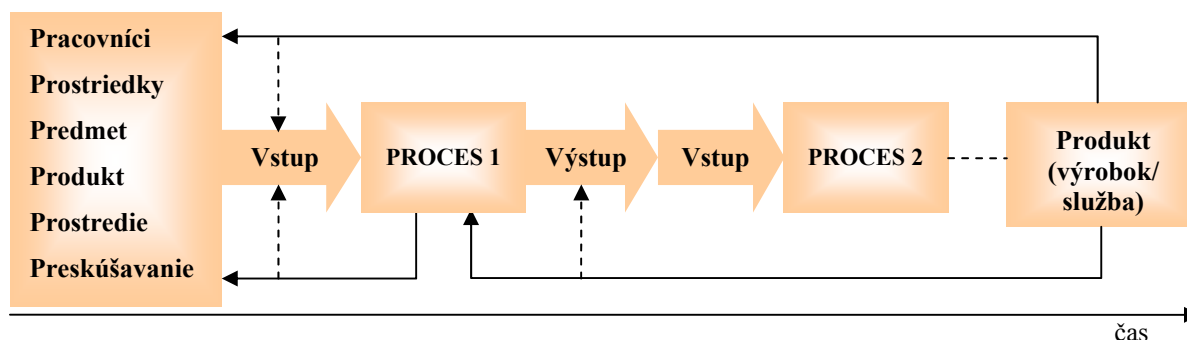 Pracovníci
Prostriedky
Predmet
Produkt
Prostredie
Preskúšavanie
Vstup
PROCES 1
Výstup
Vstup
PROCES 2
Produkt
(výrobok/
služba)
čas